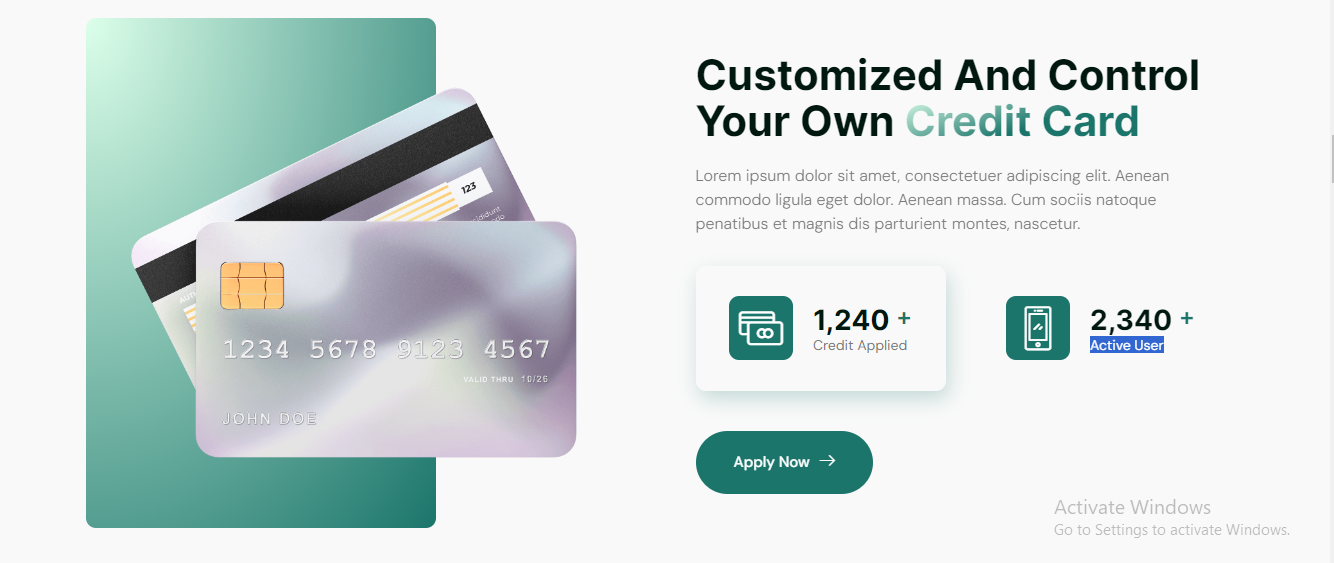 Customized And Control
Your Own Credit Card
Lorem ipsum dolor sit amet, consectetuer adipiscing elit. Aenean
commodo ligula eget dolor. Aenean massa. Cum sociis natoque
penatibus et magnis dis parturient montes, nascetur.
123
1234 5678 9123 4567
VALID THRU 10/26
JOHN DOE
1,240 +
Credit Applied
2,340 +
Active User
Apply Now →
Activate Windows
Go to Settings to activate Windows.